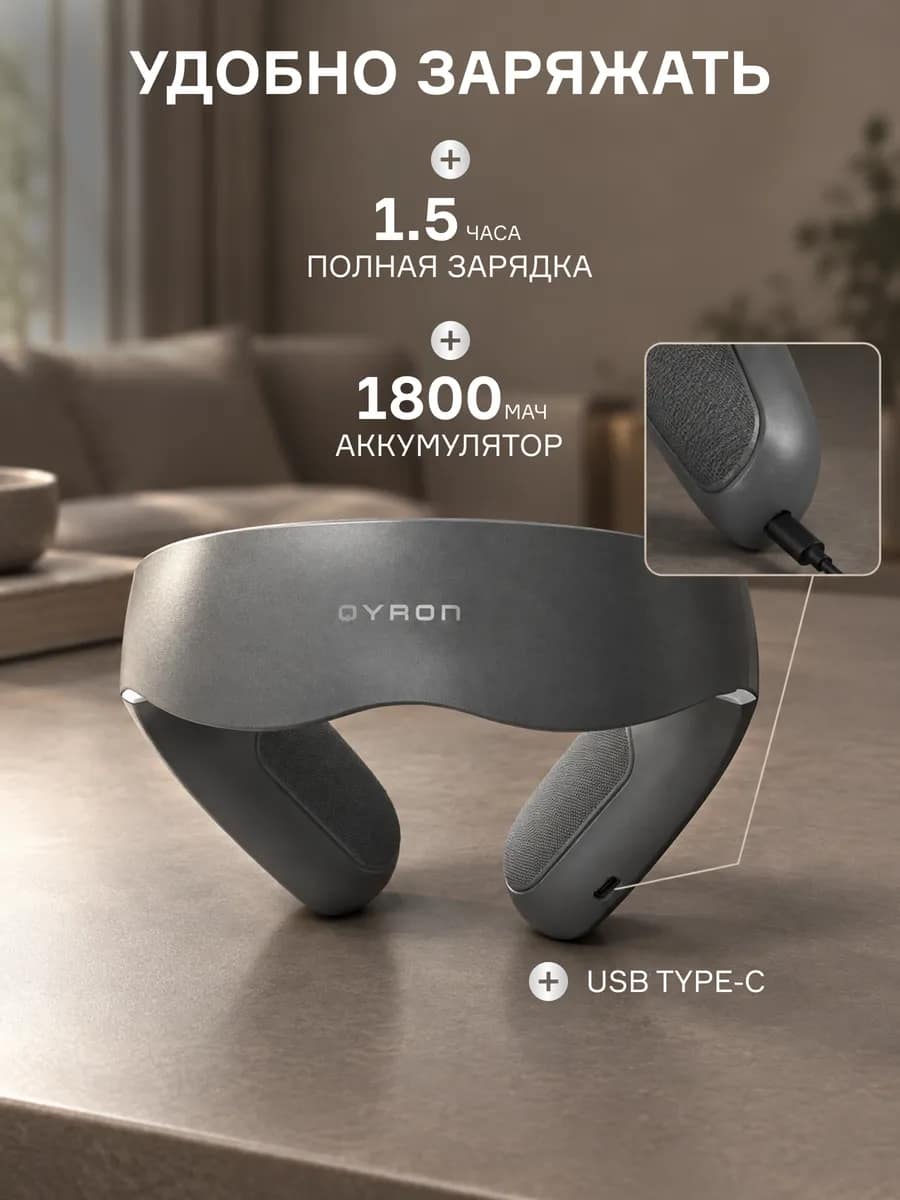 УДОБНО ЗАРЯЖАТЬ
1.5 ЧАСА
ПОЛНАЯ ЗАРЯДКА
1800 МАЧ
АККУМУЛЯТОР
QYRON
USB TYPE-C